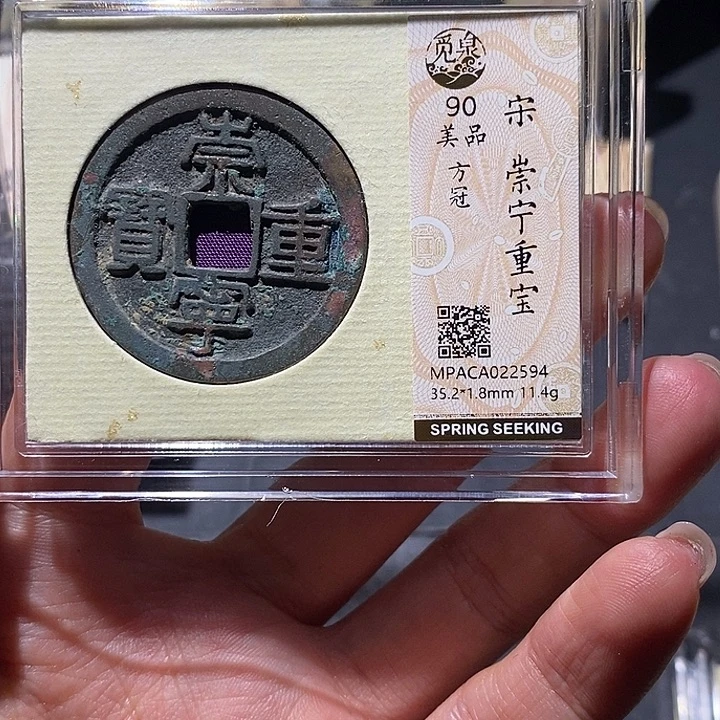 崇
重
寧
寶
觅泉
90
美品
方冠
宋 崇宁重宝
MPACA022594
35.2*1.8mm 11.4g
SPRING SEEKING